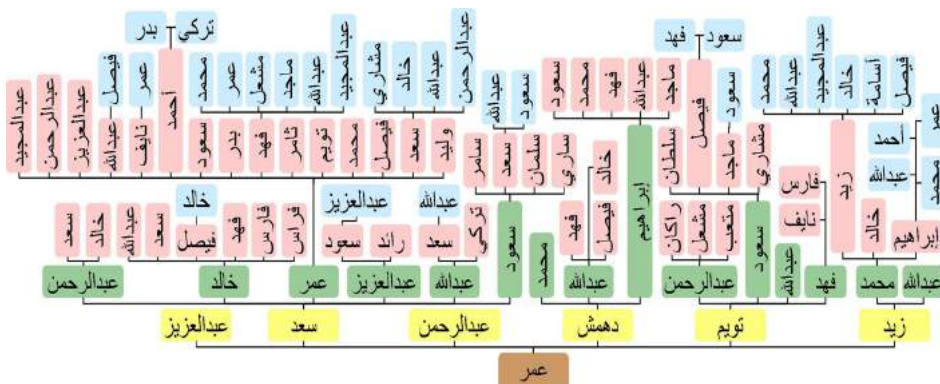 تركي
بدر
سعود
فهد
عبدالرحمن
عبدالله
خالد
مشاري
عبدالمجيد
عبدالله
ماجد
مشعل
عمر
محمد
عمر
فيصل
سعود
عبدالله
ماجد
عبدالله
فهد
محمد
سعود
سعود
فيصل
أسامة
خالد
عبدالمجيد
عبدالله
محمد
عمر
أحمد
عبدالله
محمد
أحمد
فيصل
زيد
وليد
سعد
فيصل
محمد
تويم
ثامر
فهد
بدر
سعود
نايف
عبدالله
عبدالعزيز
عبدالرحمن
عبدالمجيد
ساري
سلمان
سعد
سامر
مشاري
ماجد
سلطان
خالد
فارس
نايف
إبراهيم
خالد
خالد
عبدالعزيز
عبدالله
فراس
فارس
فهد
فيصل
سعد
عبدالله
خالد
سعد
سعود
رائد
سعد
تركي
فهد
فيصل
متعب
مشعل
راكان
عبدالله
محمد
فهد
عبدالله
سعود
عبدالرحمن
إبراهيم
عبدالله
محمد
سعود
عبدالله
عبدالعزيز
عمر
خالد
عبدالرحمن
زيد
تويم
دهمش
عبدالرحمن
سعد
عبدالعزيز
عمر